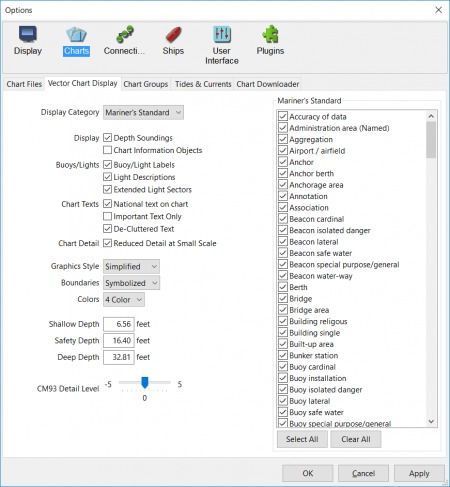 Options
Display
Charts
Connecti...
Ships
User Interface
Plugins
Chart Files
Vector Chart Display
Chart Groups
Tides & Currents
Chart Downloader
Display Category
Mariner's Standard
Display
Depth Soundings
Chart Information Objects
Buoys/Lights
Buoy/Light Labels
Light Descriptions
Extended Light Sectors
Chart Texts
National text on chart
Important Text Only
De-Cluttered Text
Chart Detail
Reduced Detail at Small Scale
Graphics Style
Simplified
Boundaries
Symbolized
Colors
4 Color
Shallow Depth
6.56
feet
Safety Depth
16.40
feet
Deep Depth
32.81
feet
CM93 Detail Level
-5
5
0
Mariner's Standard
Accuracy of data
Administration area (Named)
Aggregation
Airport / airfield
Anchor
Anchor berth
Anchorage area
Annotation
Association
Beacon cardinal
Beacon isolated danger
Beacon lateral
Beacon safe water
Beacon special purpose/general
Beacon water-way
Berth
Bridge
Bridge area
Building religous
Building single
Built-up area
Bunker station
Buoy cardinal
Buoy installation
Buoy isolated danger
Buoy lateral
Buoy safe water
Buoy special purpose/general
Select All
Clear All
OK
Cancel
Apply